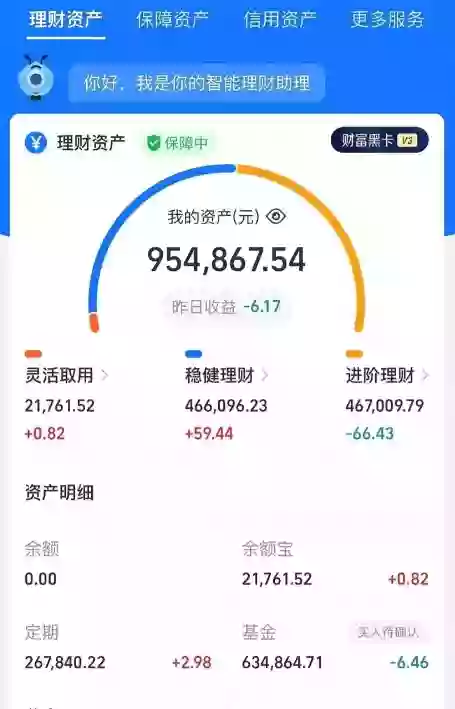 理财资产 保障资产 信用资产 更多服务
你好，我是你的智能理财助理
¥ 理财资产 保障中 财富黑卡 V3
我的资产(元)
954,867.54
昨日收益 -6.17
灵活取用 稳健理财 进阶理财
21,761.52 466,096.23 467,009.79
+0.82 +59.44 -66.43
资产明细
余额 余额宝
0.00 21,761.52 +0.82
定期 基金 买入待确认
267,840.22 +2.98 634,864.71 -6.46